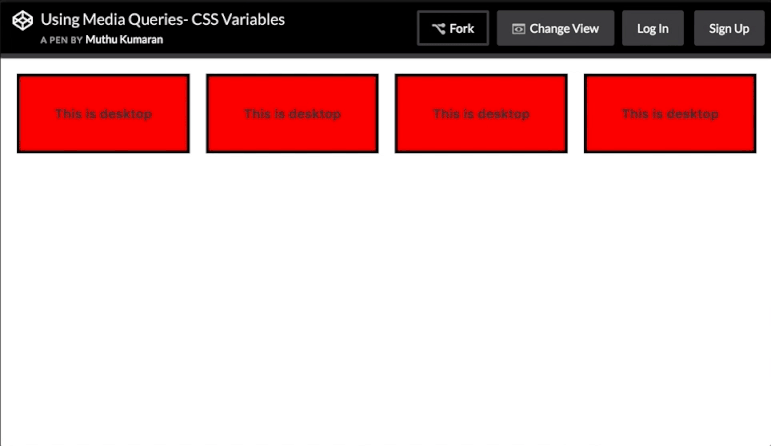 Using Media Queries- CSS Variables
A PEN BY Muthu Kumaran
Fork
Change View
Log In
Sign Up
This is desktop
This is desktop
This is desktop
This is desktop